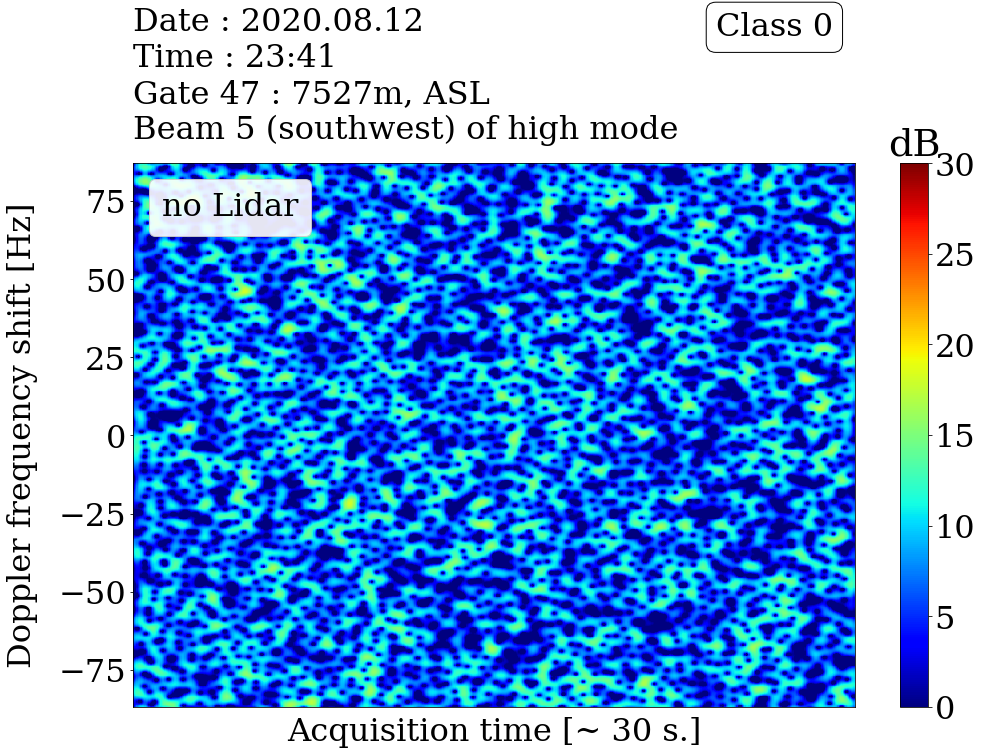 Date : 2020.08.12
Time : 23:41
Gate 47 : 7527m, ASL
Beam 5 (southwest) of high mode
Class 0
dB
no Lidar
Doppler frequency shift [Hz]
75
50
25
0
−25
−50
−75
Acquisition time [~ 30 s.]
30
25
20
15
10
5
0